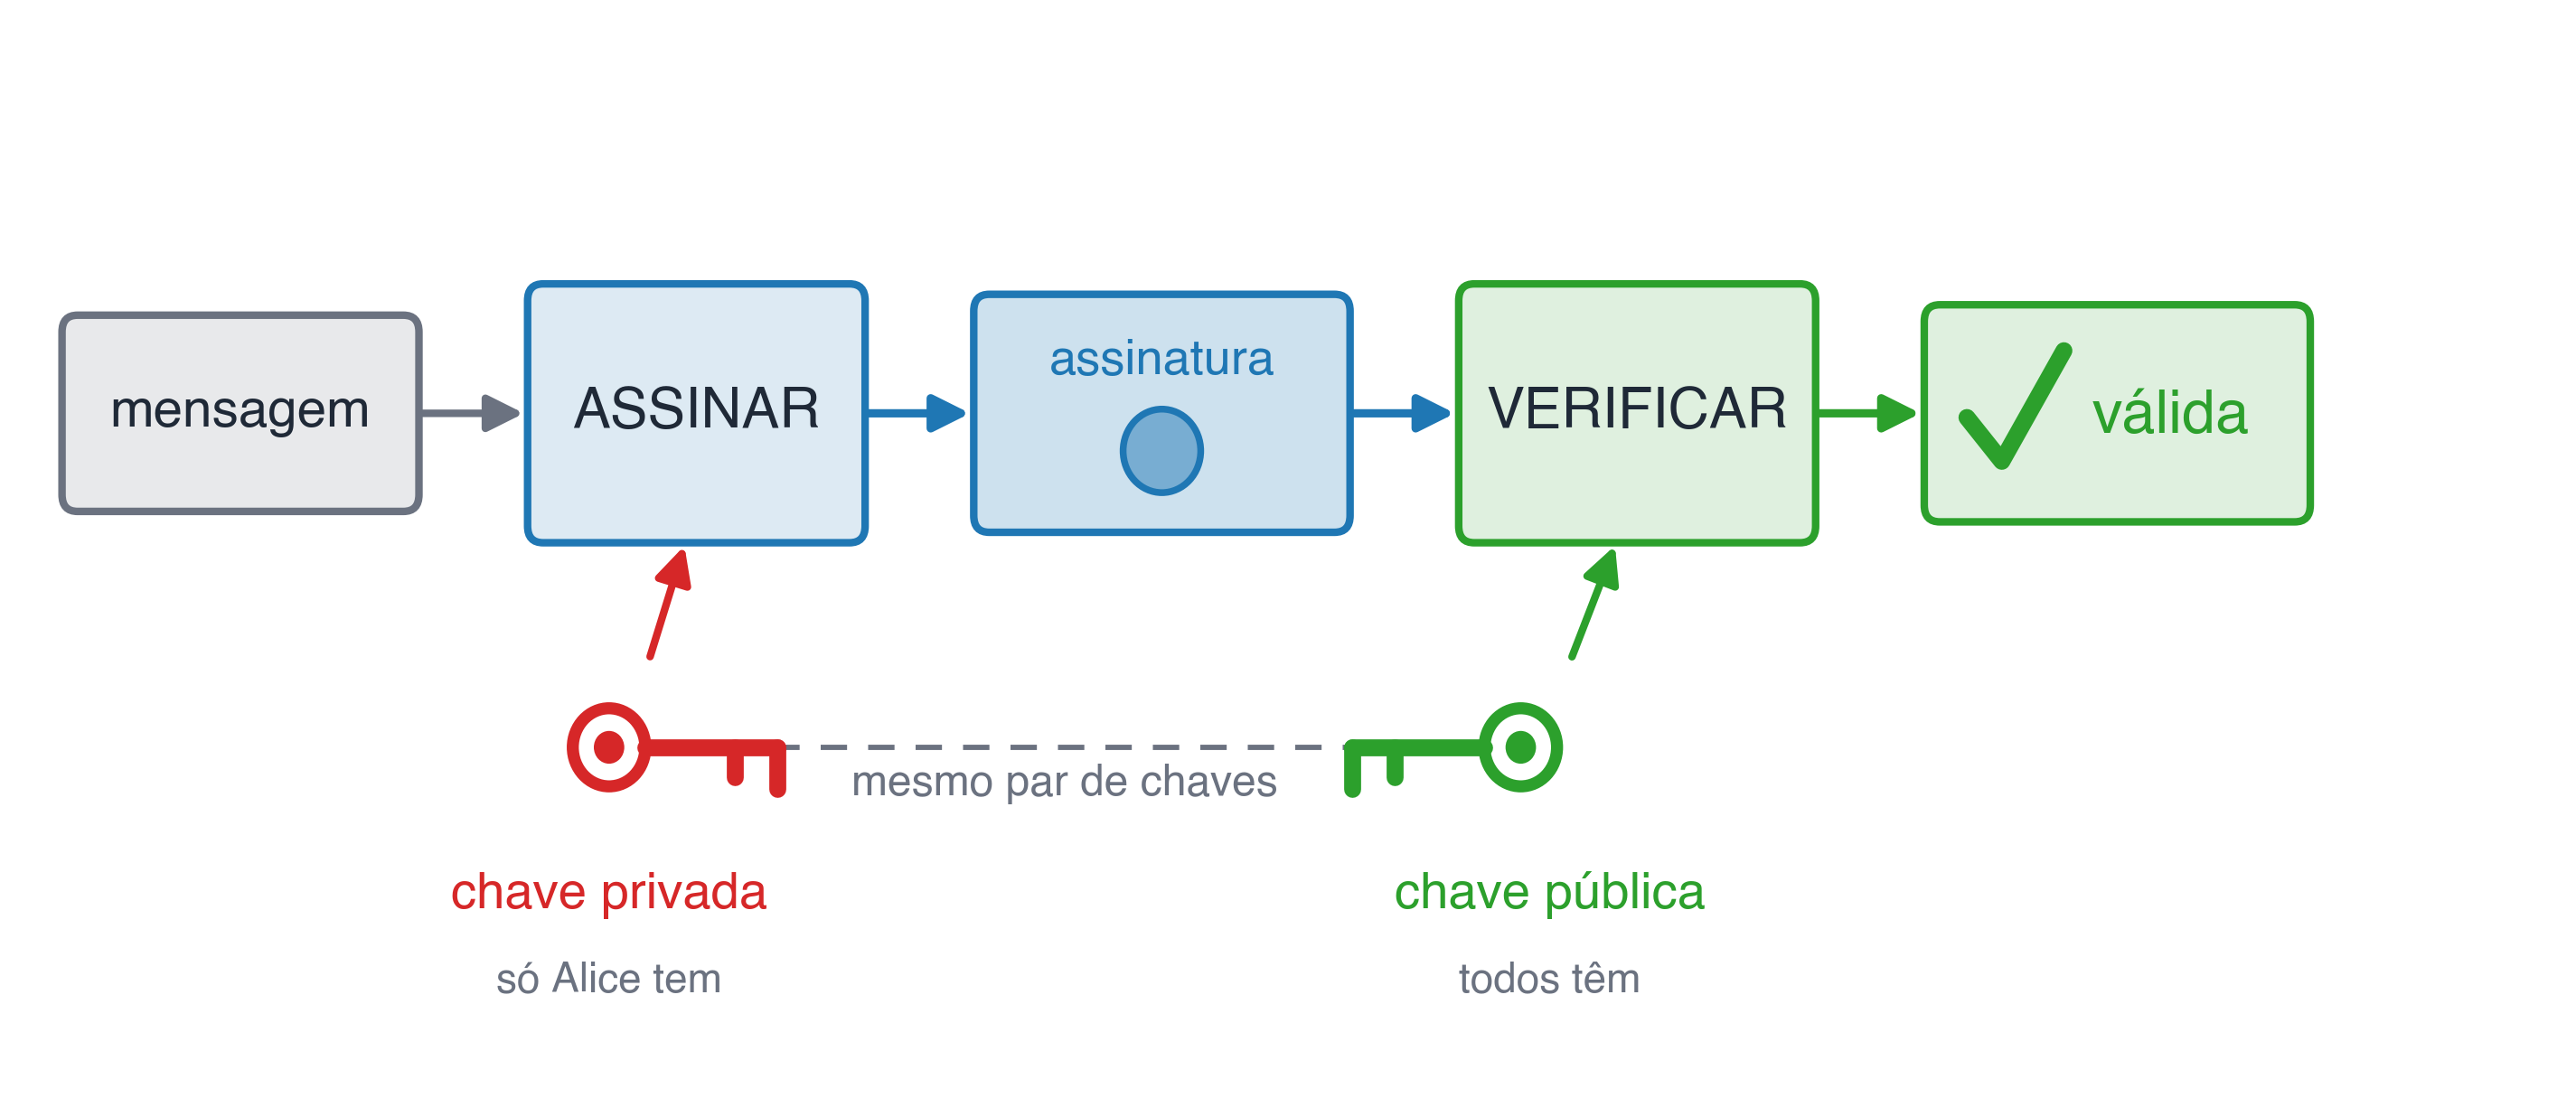 mensagem
ASSINAR
assinatura
VERIFICAR
válida
mesmo par de chaves
chave privada
só Alice tem
chave pública
todos têm